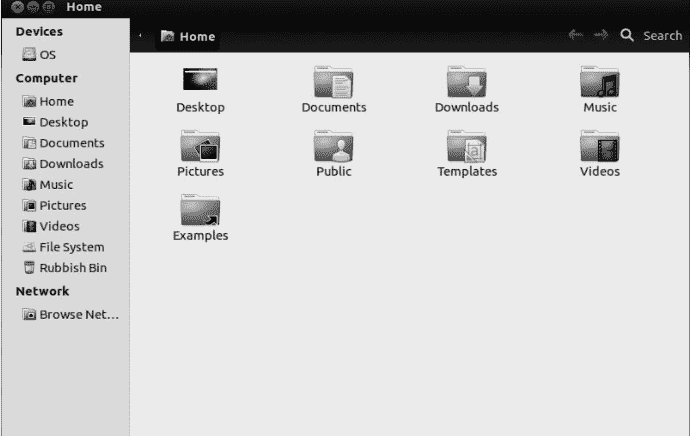 Home
Devices
OS
Computer
Home
Desktop
Documents
Downloads
Music
Pictures
Videos
File System
Rubbish Bin
Network
Browse Net...
Home
Search
Desktop
Documents
Downloads
Music
Pictures
Public
Templates
Videos
Examples